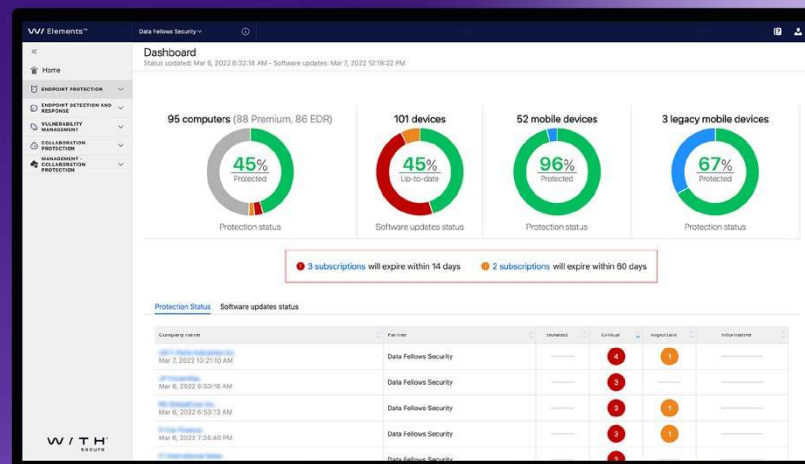 W/ Elements™
Data Fellows Security
Dashboard
Status updated: Mar 8, 2022 6:32:18 AM - Software updates: Mar 7, 2022 12:19:22 PM
Home
ENDPOINT PROTECTION
ENDPOINT DETECTION AND RESPONSE
VULNERABILITY MANAGEMENT
COLLABORATION PROTECTION
MANAGEMENT - COLLABORATION PROTECTION
95 computers (88 Premium, 86 EDR)
45%
Protected
Protection status
101 devices
45%
Up-to-date
Software updates status
52 mobile devices
96%
Protected
Protection status
3 legacy mobile devices
67%
Protected
Protection status
3 subscriptions will expire within 14 days
2 subscriptions will expire within 60 days
Protection Status Software updates status
Company name Partner Isolated Critical Important Informative
Mar 7, 2022 13:21:10 AM Data Fellows Security 4 1
Mar 6, 2022 6:53:16 AM Data Fellows Security 3
Mar 6, 2022 6:53:13 AM Data Fellows Security 3 1
Mar 6, 2022 7:24:40 PM Data Fellows Security 3 1
Data Fellows Security 2
W / T H
secure